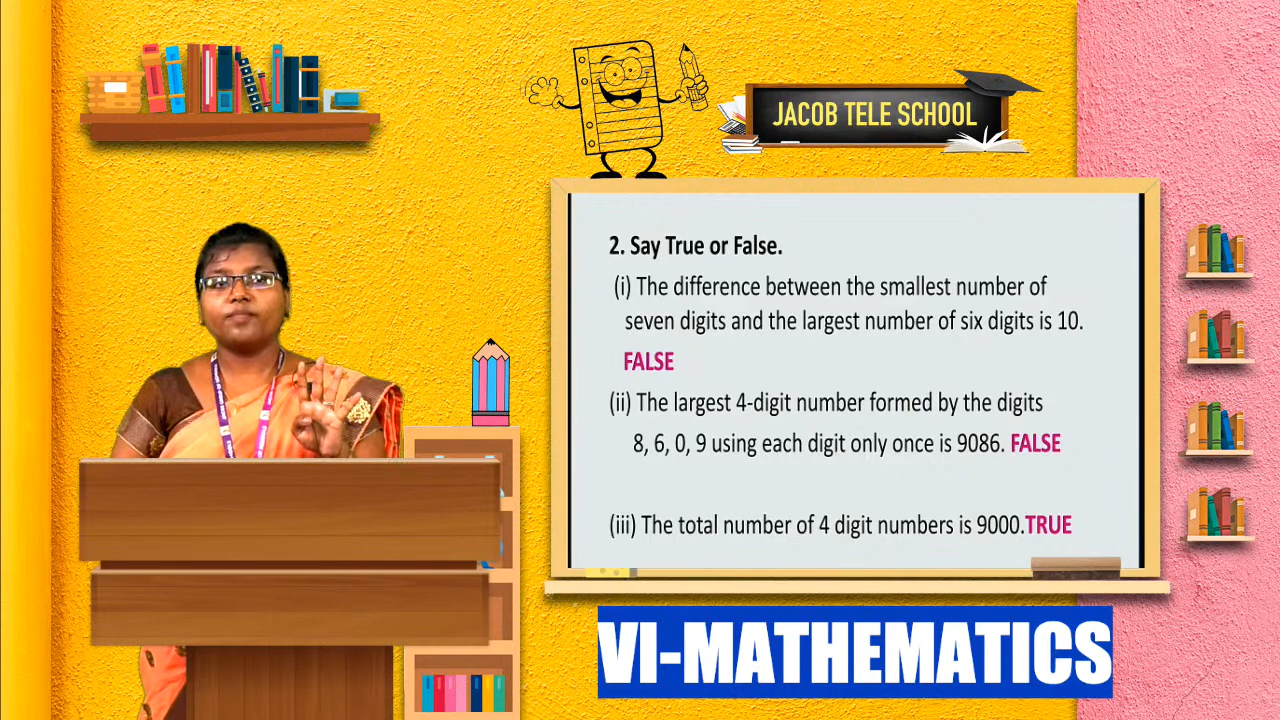 JACOB TELE SCHOOL
2. Say True or False.
(i) The difference between the smallest number of
seven digits and the largest number of six digits is 10.
FALSE
(ii) The largest 4-digit number formed by the digits
8, 6, 0, 9 using each digit only once is 9086. FALSE
(iii) The total number of 4 digit numbers is 9000.TRUE
VI-MATHEMATICS